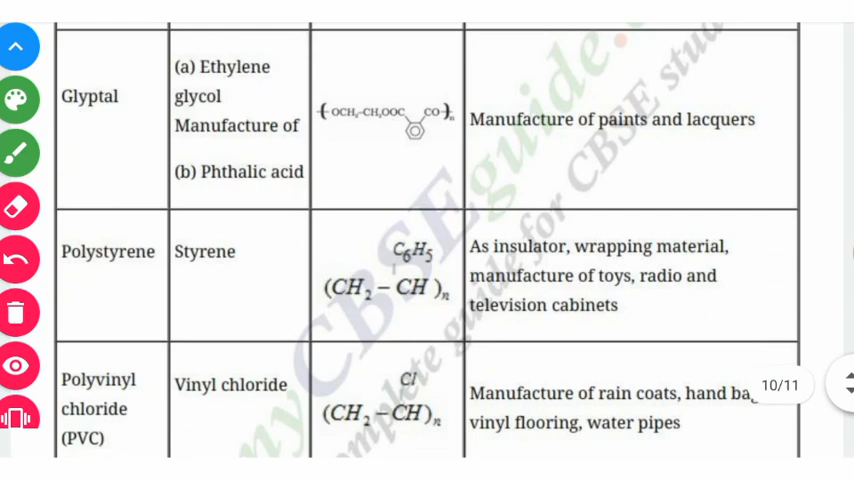 Glyptal
(a) Ethylene
glycol
Manufacture of
(b) Phthalic acid
OCH₂-CH₂OOC CO
n
Manufacture of paints and lacquers
Polystyrene
Styrene
C₆H₅
(CH₂ – CH )ₙ
As insulator, wrapping material,
manufacture of toys, radio and
television cabinets
Polyvinyl
chloride
(PVC)
Vinyl chloride
Cl
(CH₂ – CH)ₙ
Manufacture of rain coats, hand
vinyl flooring, water pipes
10/11
myCBSEguide.
complete guide for CBSE